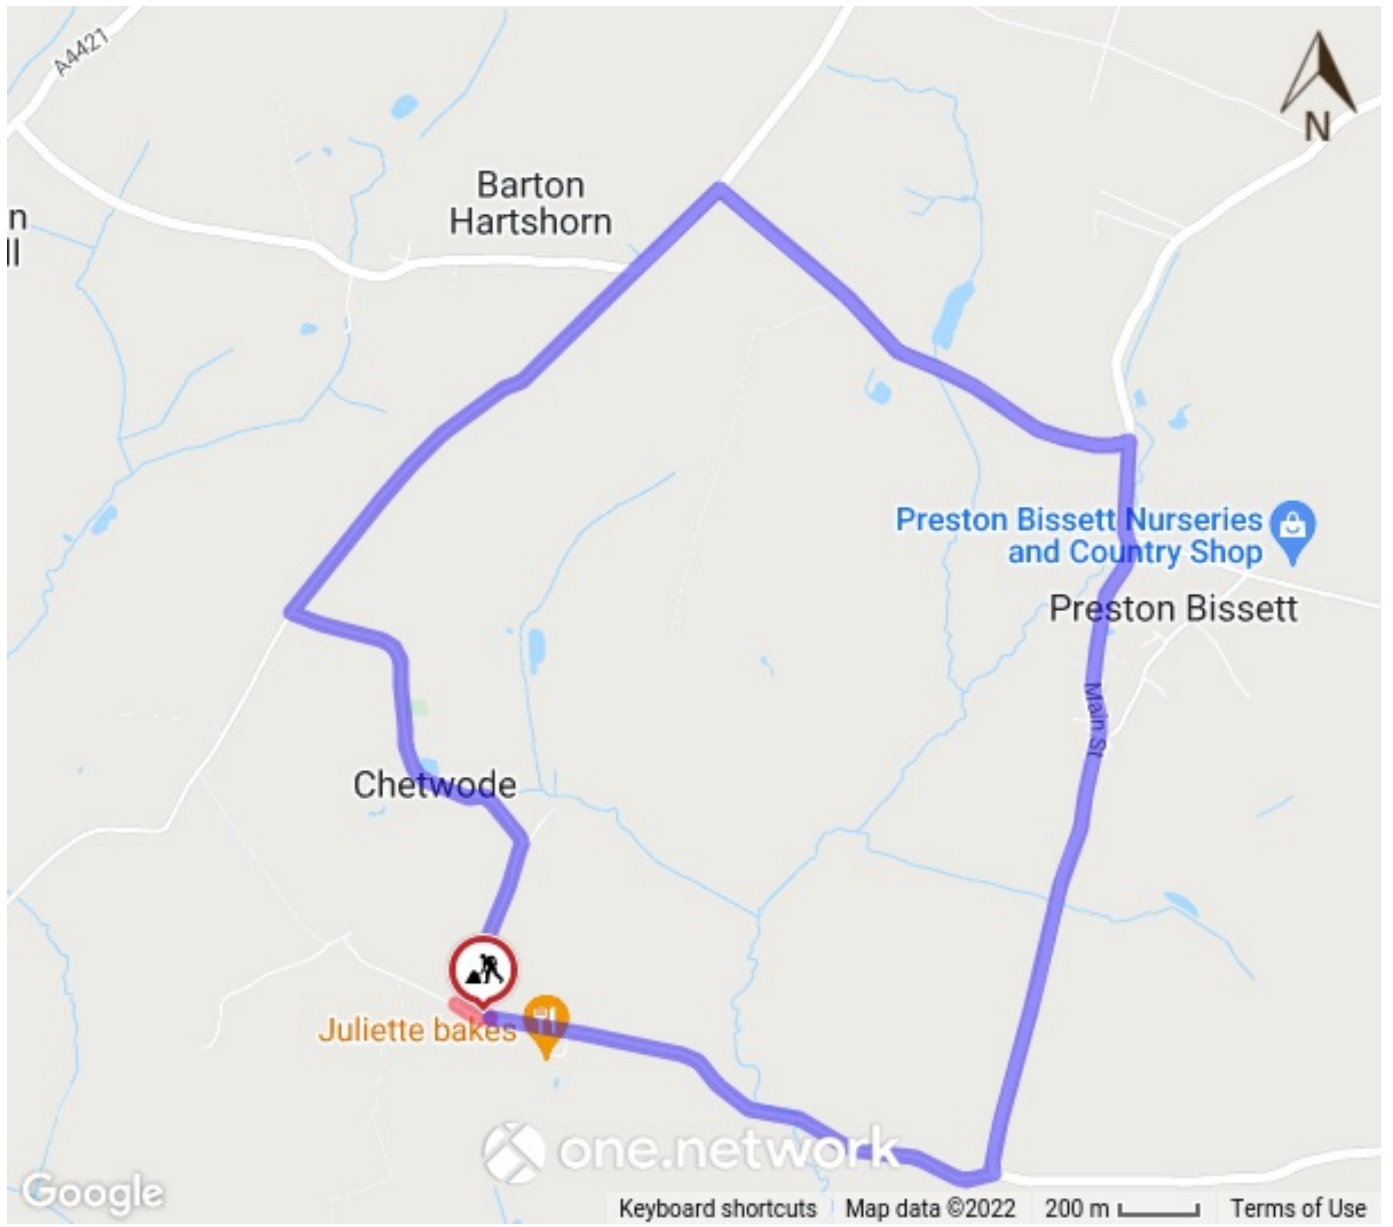 A4421
N
Barton
Hartshorn
n
ll
Preston Bissett Nurseries
and Country Shop
Preston Bissett
Main St
Chetwode
Juliette bakes
one.network
Google
Keyboard shortcuts
Map data ©2022
200 m
Terms of Use